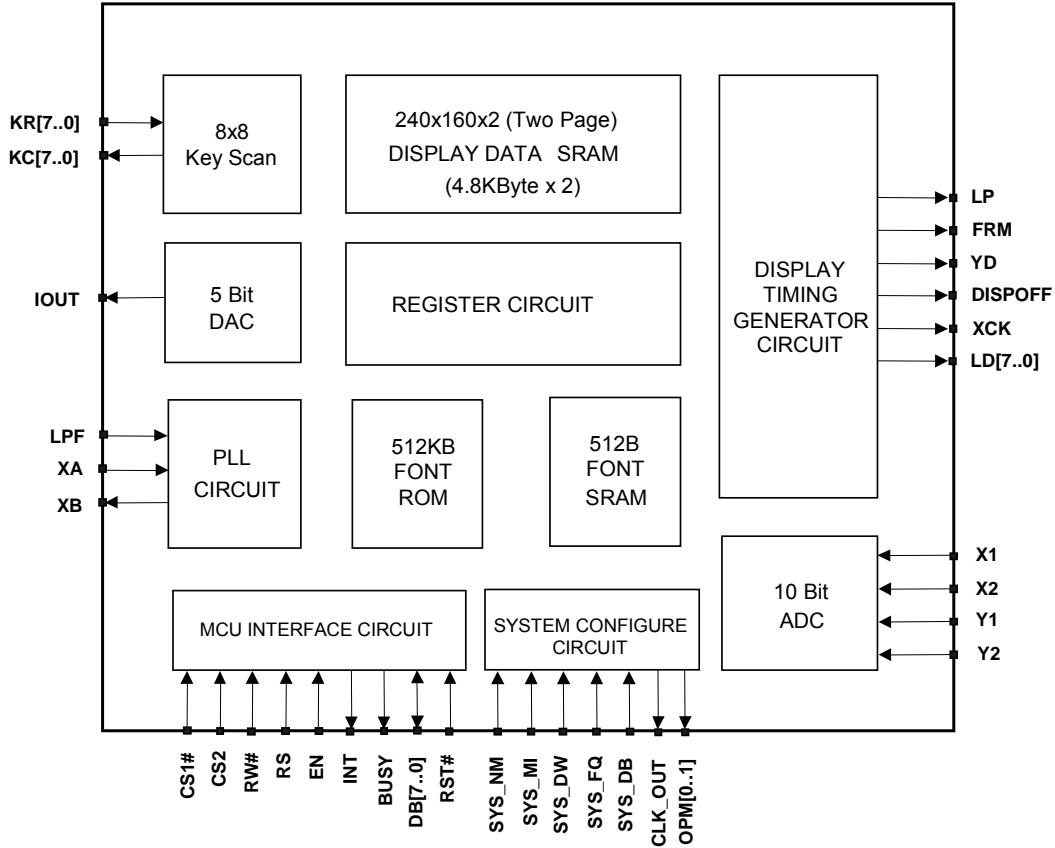 KR[7..0]
KC[7..0]
8x8
Key Scan
240x160x2 (Two Page)
DISPLAY DATA SRAM
(4.8KByte x 2)
IOUT
5 Bit
DAC
REGISTER CIRCUIT
DISPLAY
TIMING
GENERATOR
CIRCUIT
LP
FRM
YD
DISPOFF
XCK
LD[7..0]
LPF
XA
XB
PLL
CIRCUIT
512KB
FONT
ROM
512B
FONT
SRAM
10 Bit
ADC
X1
X2
Y1
Y2
MCU INTERFACE CIRCUIT
SYSTEM CONFIGURE
CIRCUIT
CS1#
CS2
RW#
RS
EN
INT
BUSY
DB[7..0]
RST#
SYS_NM
SYS_MI
SYS_DW
SYS_FQ
SYS_DB
CLK_OUT
OPM[0..1]